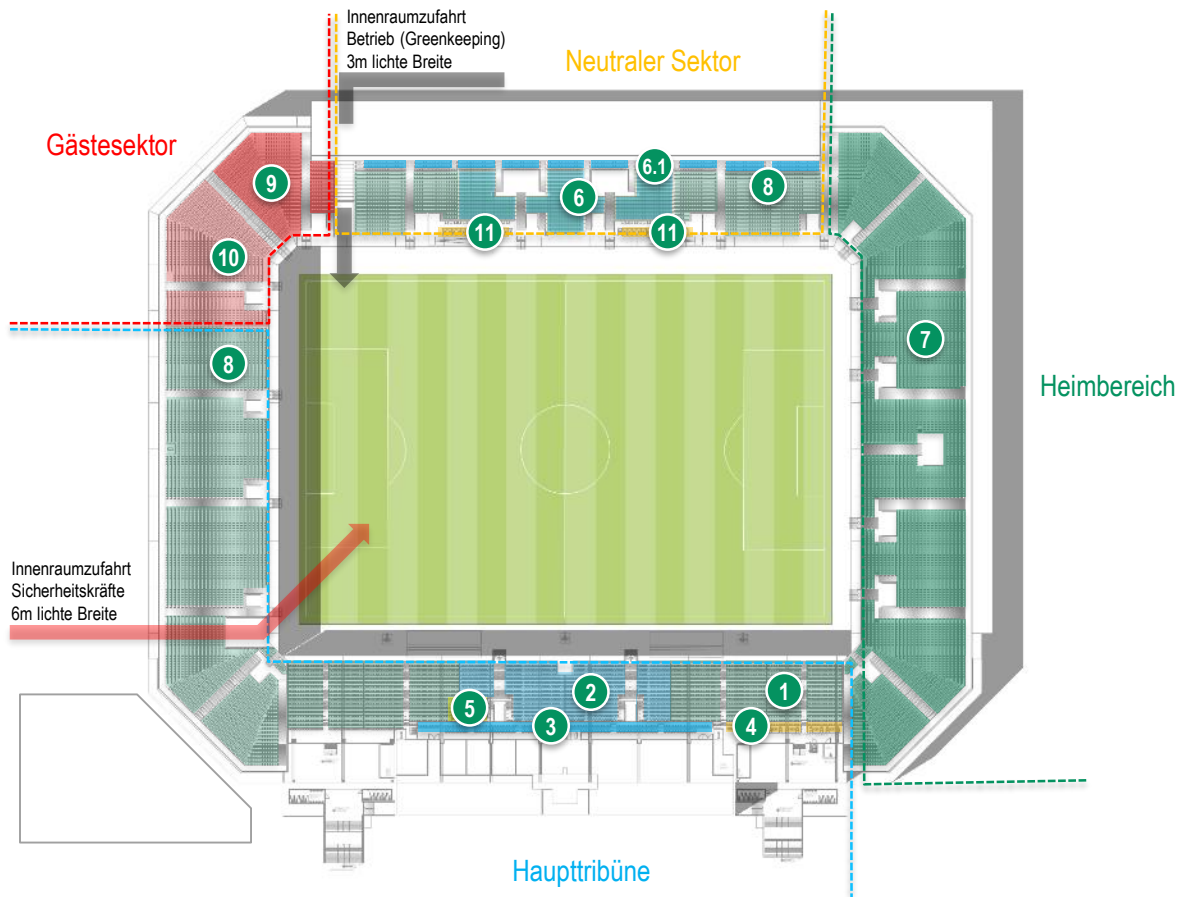 Innenraumzufahrt
Betrieb (Greenkeeping)
3m lichte Breite
Neutraler Sektor
Gästesektor
9
6.1
6
8
11
11
10
7
8
Heimbereich
Innenraumzufahrt
Sicherheitskräfte
6m lichte Breite
1
2
5
3
4
Haupttribüne